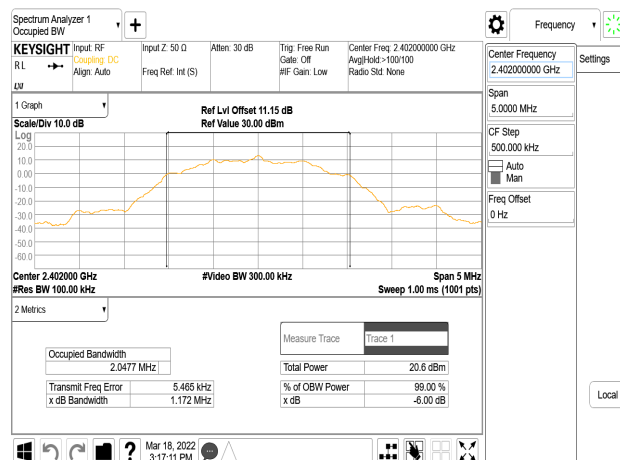 Spectrum Analyzer 1
Occupied BW
Frequency
KEYSIGHT
Input: RF
Input Z: 50 Ω
Atten: 30 dB
Trig: Free Run
Center Freq: 2.402000000 GHz
RL
Coupling: DC
Gate: Off
Avg|Hold:>100/100
Align: Auto
Freq Ref: Int (S)
#IF Gain: Low
Radio Std: None
LXI
Center Frequency
2.402000000 GHz
Settings
Span
5.0000 MHz
CF Step
500.000 kHz
Auto
Man
Freq Offset
0 Hz
1 Graph
Ref Lvl Offset 11.15 dB
Scale/Div 10.0 dB
Ref Value 30.00 dBm
Log
20.0
10.0
0.00
-10.0
-20.0
-30.0
-40.0
-50.0
-60.0
Center 2.402000 GHz
#Video BW 300.00 kHz
Span 5 MHz
#Res BW 100.00 kHz
Sweep 1.00 ms (1001 pts)
2 Metrics
Measure Trace
Trace 1
Occupied Bandwidth
2.0477 MHz
Total Power
20.6 dBm
Transmit Freq Error
5.465 kHz
% of OBW Power
99.00 %
x dB Bandwidth
1.172 MHz
x dB
-6.00 dB
Local
?
Mar 18, 2022
3:17:11 PM